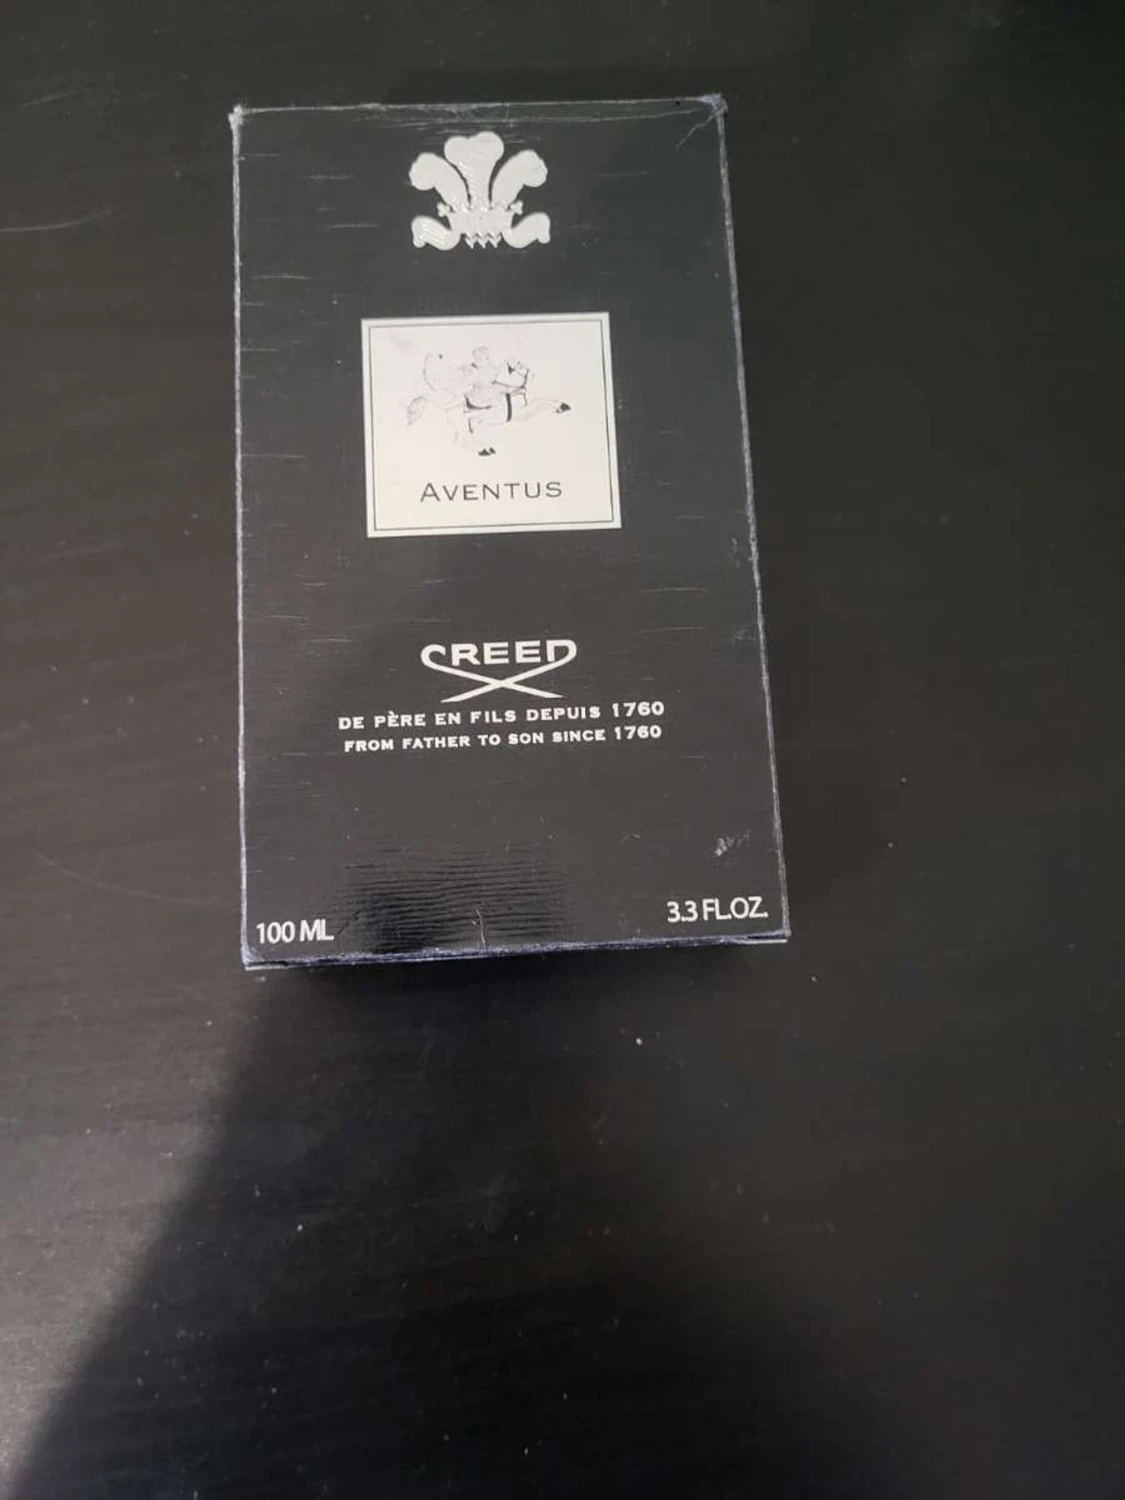 AVENTUS
CREED
DE PÈRE EN FILS DEPUIS 1760
FROM FATHER TO SON SINCE 1760
100 ML
3.3 FL.OZ.